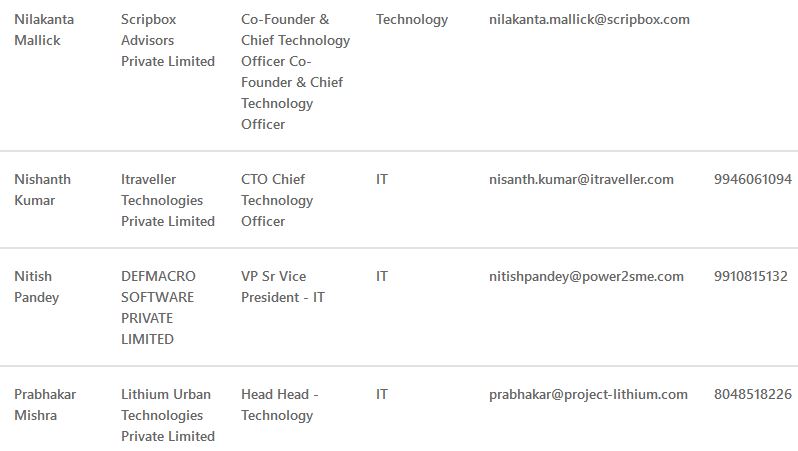 Nilakanta Mallick Scripbox Advisors Private Limited Co-Founder & Chief Technology Officer Co-Founder & Chief Technology Officer Technology nilakanta.mallick@scripbox.com
Nishanth Kumar Itraveller Technologies Private Limited CTO Chief Technology Officer IT nisanth.kumar@itraveller.com 9946061094
Nitish Pandey DEFMACRO SOFTWARE PRIVATE LIMITED VP Sr Vice President - IT IT nitishpandey@power2sme.com 9910815132
Prabhakar Mishra Lithium Urban Technologies Private Limited Head Head - Technology IT prabhakar@project-lithium.com 8048518226